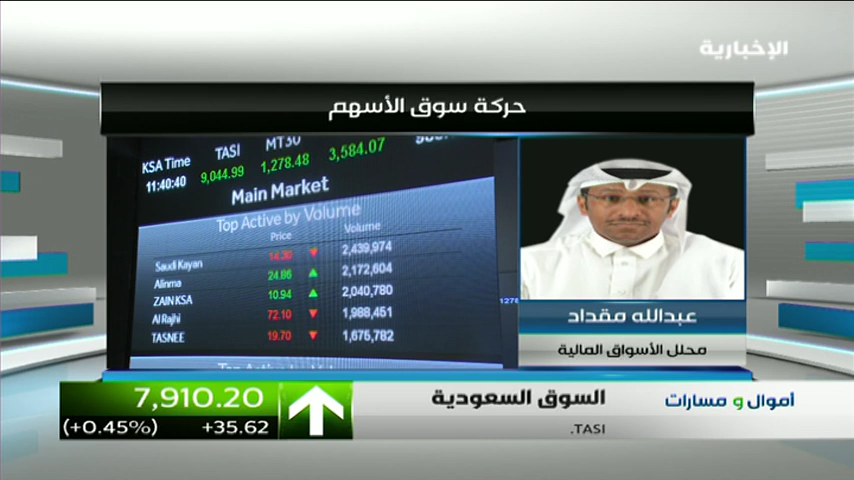 الإخبارية
حركة سوق الأسهم
KSA Time TASI MT30
11:40:40 9,044.99 1,278.48 3,584.07
Main Market
Top Active by Volume
Price Volume
Saudi Kayan 14.30 2,439,974
Alinma 24.86 2,172,604
ZAIN KSA 10.94 2,040,780
Al Rajhi 72.10 1,988,451
TASNEE 19.70 1,675,782
1278
عبدالله مقداد
محلل الأسواق المالية
أموال و مسارات
السوق السعودية
7,910.20
.TASI
+35.62
(+0.45%)